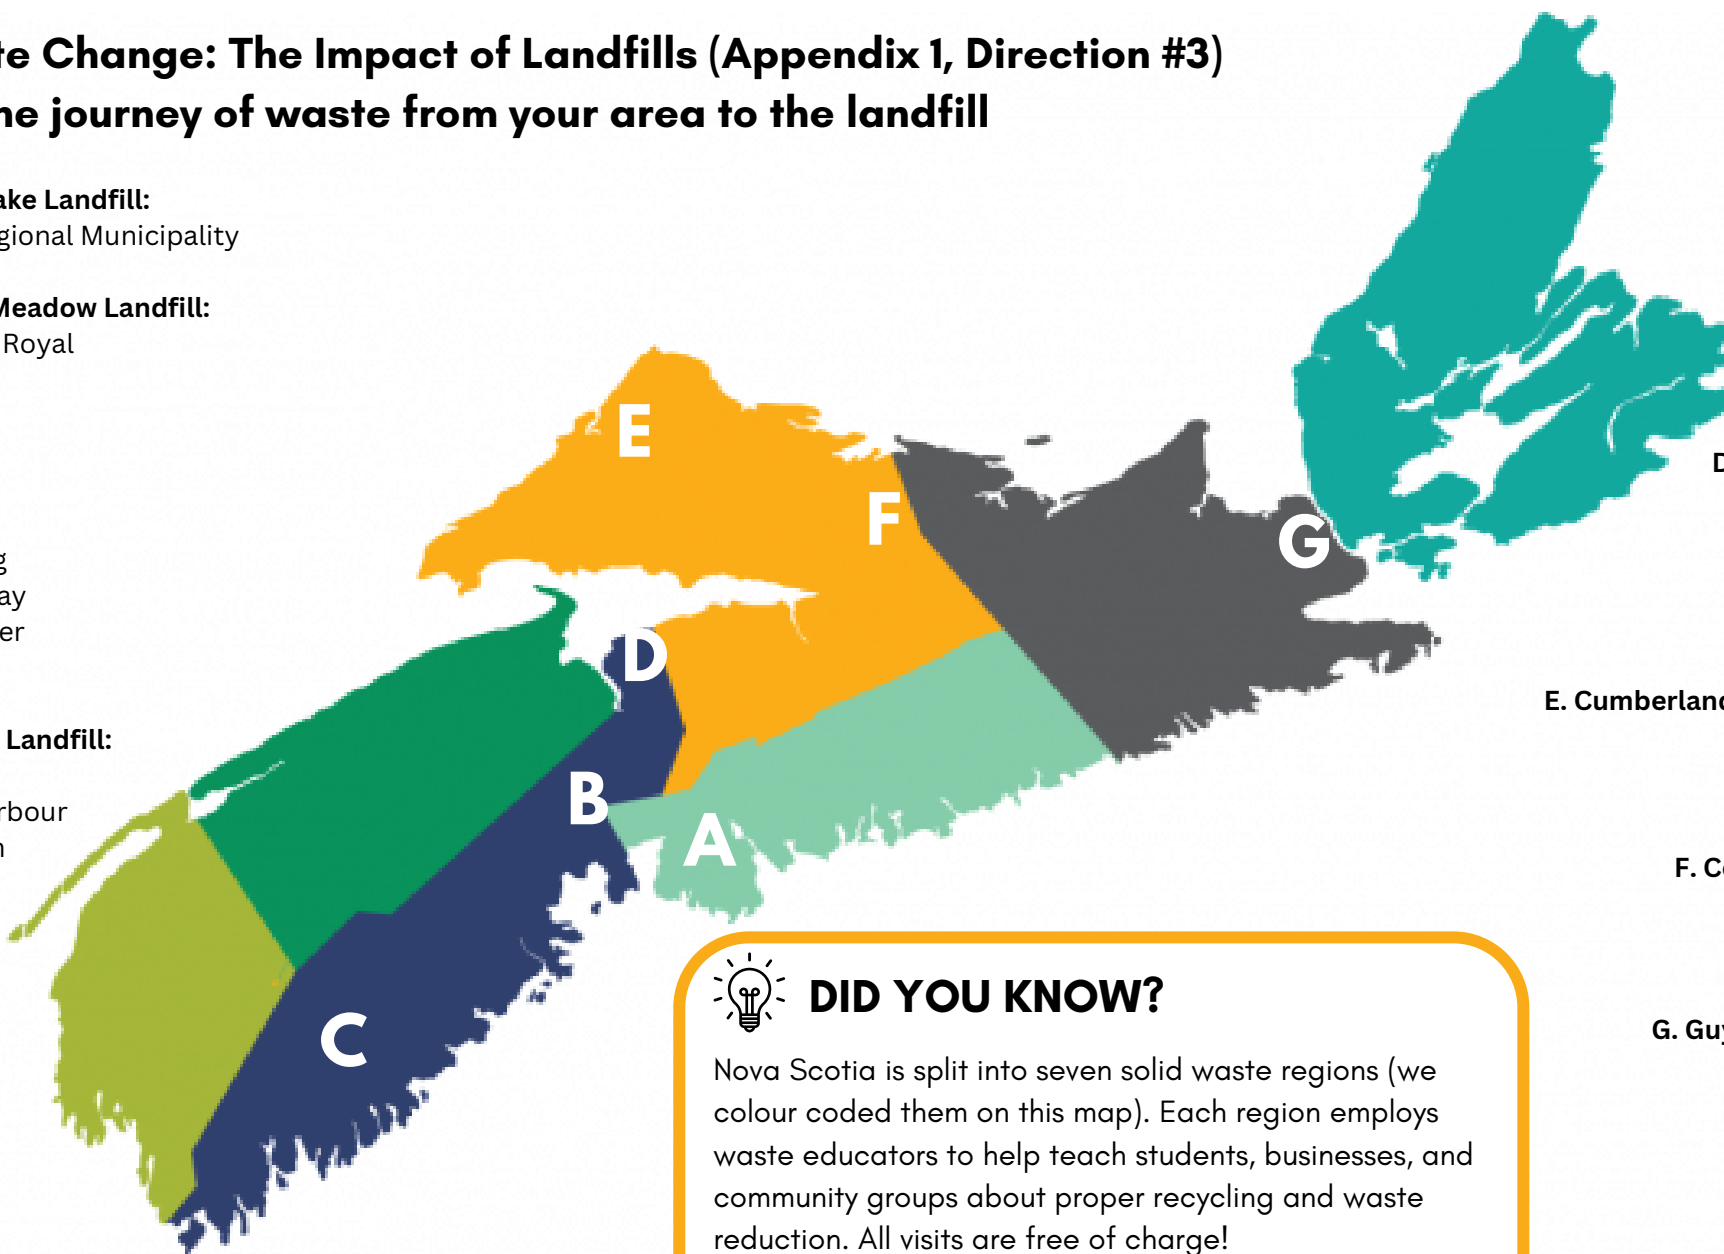 te Change: The Impact of Landfills (Appendix 1, Direction #3)
he journey of waste from your area to the landfill
ake Landfill:
gional Municipality
Meadow Landfill:
Royal
g
ay
er
Landfill:
rbour
n
E
F
G
D
B
A
C
D
E. Cumberland
F. Co
G. Guy
DID YOU KNOW?
Nova Scotia is split into seven solid waste regions (we
colour coded them on this map). Each region employs
waste educators to help teach students, businesses, and
community groups about proper recycling and waste
reduction. All visits are free of charge!